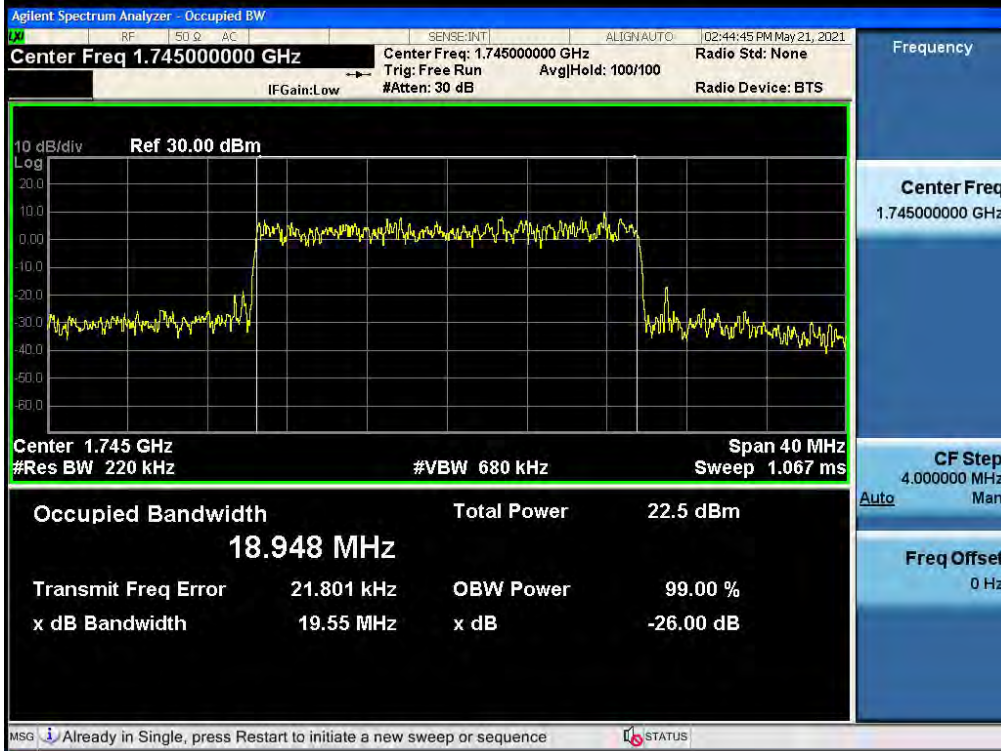 Agilent Spectrum Analyzer - Occupied BW
LXI RF 50 Ω AC SENSE:INT ALIGNAUTO 02:44:45 PM May 21, 2021
Center Freq 1.745000000 GHz
Center Freq: 1.745000000 GHz
Radio Std: None
Trig: Free Run Avg|Hold: 100/100
IFGain:Low #Atten: 30 dB Radio Device: BTS
10 dB/div Ref 30.00 dBm
Log
20.0
10.0
0.00
-10.0
-20.0
-30.0
-40.0
-50.0
-60.0
Center 1.745 GHz Span 40 MHz
#Res BW 220 kHz #VBW 680 kHz Sweep 1.067 ms
Occupied Bandwidth Total Power 22.5 dBm
18.948 MHz
Transmit Freq Error 21.801 kHz OBW Power 99.00 %
x dB Bandwidth 19.55 MHz x dB -26.00 dB
Frequency
Center Freq
1.745000000 GHz
CF Step
4.000000 MHz
Auto Man
Freq Offset
0 Hz
MSG Already in Single, press Restart to initiate a new sweep or sequence STATUS